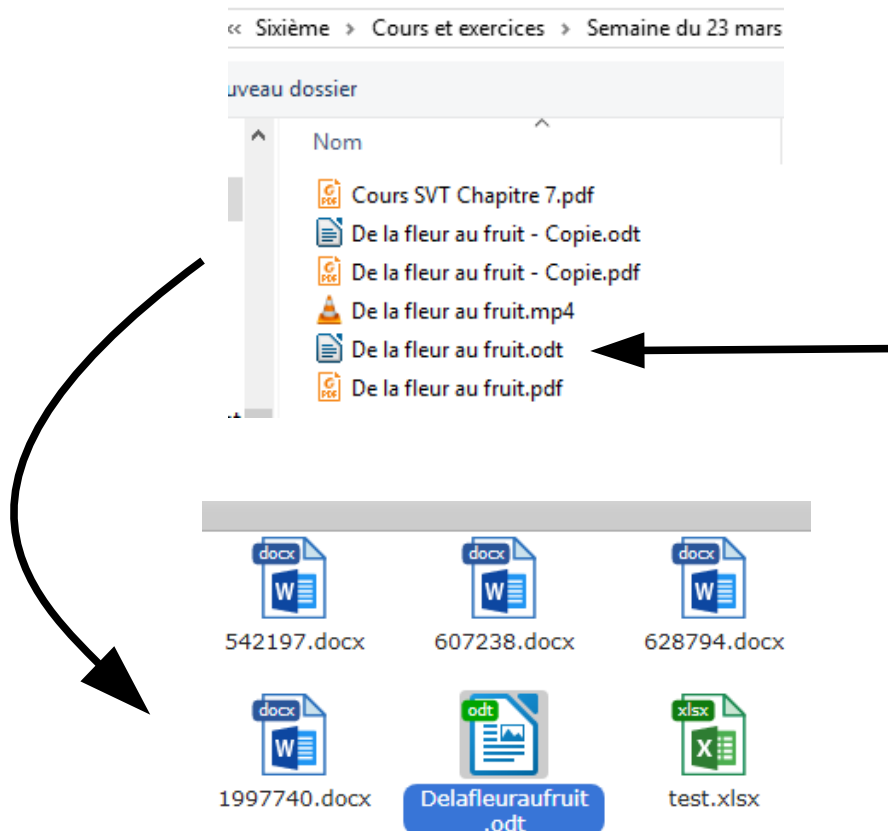 « Sixième > Cours et exercices > Semaine du 23 mars
uveau dossier
Nom
Cours SVT Chapitre 7.pdf
De la fleur au fruit - Copie.odt
De la fleur au fruit - Copie.pdf
De la fleur au fruit.mp4
De la fleur au fruit.odt
De la fleur au fruit.pdf
docx docx docx
W W W
542197.docx 607238.docx 628794.docx
docx odt xlsx
W X
1997740.docx Delafleuraufruit test.xlsx
.odt